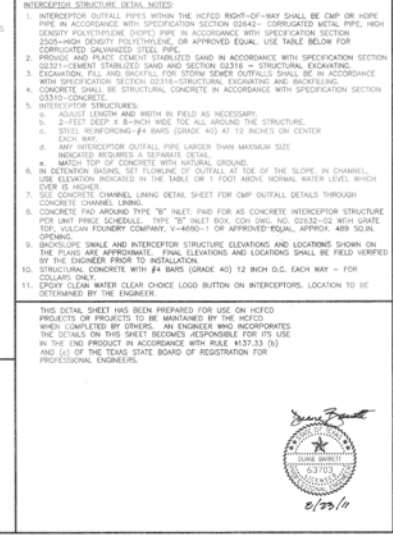 INTERCEPTOR STRUCTURE DETAIL NOTES:
1. INTERCEPTOR OUTFALL PIPES WITHIN THE HCFCD RIGHT-OF-WAY SHALL BE CMP OR HDPE
PIPE IN ACCORDANCE WITH SPECIFICATION SECTION 02642- CORRUGATED METAL PIPE, HIGH
DENSITY POLYETHYLENE (HDPE) PIPE IN ACCORDANCE WITH SPECIFICATION SECTION
2505-HIGH DENSITY POLYETHYLENE, OR APPROVED EQUAL. USE TABLE BELOW FOR
CORRUGATED GALVANIZED STEEL PIPE.
2. PROVIDE AND PLACE CEMENT STABILIZED SAND IN ACCORDANCE WITH SPECIFICATION SECTION
02321-CEMENT STABILIZED SAND AND SECTION 02316 - STRUCTURAL EXCAVATING.
3. EXCAVATION, FILL AND BACKFILL FOR STORM SEWER OUTFALLS SHALL BE IN ACCORDANCE
WITH SPECIFICATION SECTION 02316-STRUCTURAL EXCAVATING AND BACKFILLING.
4. CONCRETE SHALL BE STRUCTURAL CONCRETE IN ACCORDANCE WITH SPECIFICATION SECTION
03310-CONCRETE.
5. INTERCEPTOR STRUCTURES:
a. ADJUST LENGTH AND WIDTH IN FIELD AS NECESSARY.
b. 2-FEET DEEP X 8-INCH WIDE TOE ALL AROUND THE STRUCTURE.
c. STEEL REINFORCING-#4 BARS (GRADE 40) AT 12 INCHES ON CENTER
EACH WAY.
d. ANY INTERCEPTOR OUTFALL PIPE LARGER THAN MAXIMUM SIZE
INDICATED REQUIRES A SEPARATE DETAIL.
e. MATCH TOP OF CONCRETE WITH NATURAL GROUND.
6. IN DETENTION BASINS, SET FLOWLINE OF OUTFALL AT TOE OF THE SLOPE. IN CHANNEL,
USE ELEVATION INDICATED IN THE TABLE OR 1 FOOT ABOVE NORMAL WATER LEVEL WHICH
EVER IS HIGHER.
7. SEE CONCRETE CHANNEL LINING DETAIL SHEET FOR CMP OUTFALL DETAILS THROUGH
CONCRETE CHANNEL LINING.
8. CONCRETE PAD AROUND TYPE "B" INLET: PAID FOR AS CONCRETE INTERCEPTOR STRUCTURE
PER UNIT PRICE SCHEDULE. TYPE "B" INLET BOX, COH DWG. NO. 02632-02 WITH GRATE
TOP, VULCAN FOUNDRY COMPANY, V-4880-1 OR APPROVED EQUAL, APPROX. 489 SQ.IN.
OPENING.
9. BACKSLOPE SWALE AND INTERCEPTOR STRUCTURE ELEVATIONS AND LOCATIONS SHOWN ON
THE PLANS ARE APPROXIMATE. FINAL ELEVATIONS AND LOCATIONS SHALL BE FIELD VERIFIED
BY THE ENGINEER PRIOR TO INSTALLATION.
10. STRUCTURAL CONCRETE WITH #4 BARS (GRADE 40) 12 INCH O.C. EACH WAY - FOR
COLLARS ONLY.
11. EPOXY CLEAN WATER CLEAR CHOICE LOGO BUTTON ON INTERCEPTORS. LOCATION TO BE
DETERMINED BY THE ENGINEER.
THIS DETAIL SHEET HAS BEEN PREPARED FOR USE ON HCFCD
PROJECTS OR PROJECTS TO BE MAINTAINED BY THE HCFCD
WHEN COMPLETED BY OTHERS. AN ENGINEER WHO INCORPORATES
THE DETAILS ON THIS SHEET BECOMES RESPONSIBLE FOR ITS USE
IN THE END PRODUCT IN ACCORDANCE WITH RULE #137.33 (b)
AND (c) OF THE TEXAS STATE BOARD OF REGISTRATION FOR
PROFESSIONAL ENGINEERS.
Duane Barrett
STATE OF TEXAS
DUANE BARRETT
63703
LICENSED
PROFESSIONAL ENGINEER
8/23/11